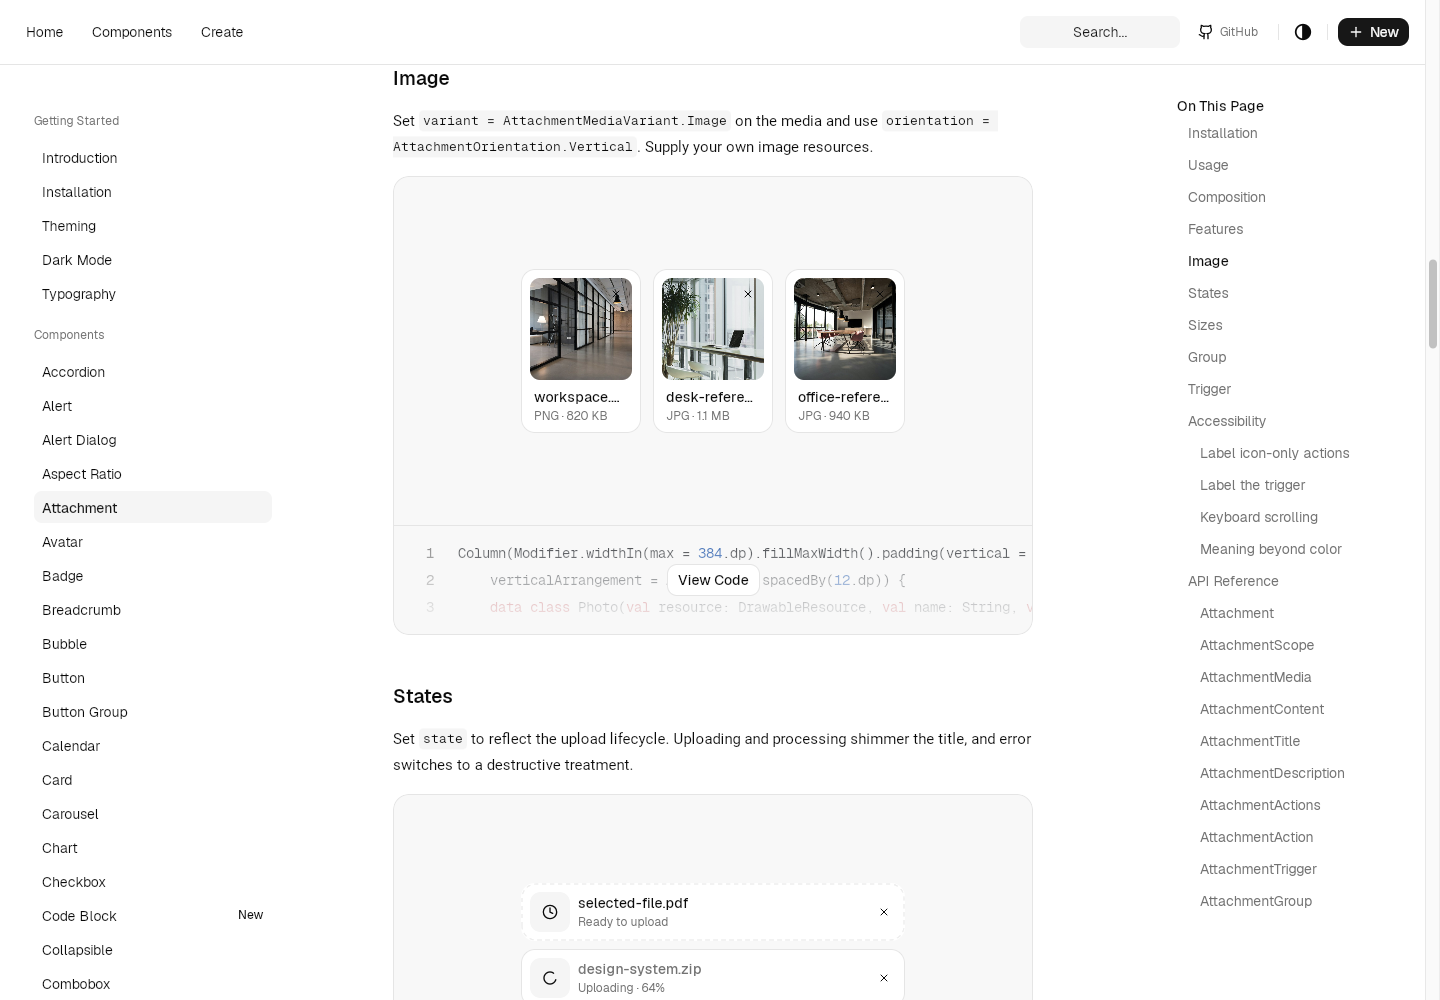 Home
Components
Create
Search...
GitHub
New
Getting Started
Introduction
Installation
Theming
Dark Mode
Typography
Components
Accordion
Alert
Alert Dialog
Aspect Ratio
Attachment
Avatar
Badge
Breadcrumb
Bubble
Button
Button Group
Calendar
Card
Carousel
Chart
Checkbox
Code Block
New
Collapsible
Combobox
Image
Set variant = AttachmentMediaVariant.Image on the media and use orientation =
AttachmentOrientation.Vertical. Supply your own image resources.
workspace....
PNG · 820 KB
desk-refere...
JPG · 1.1 MB
office-refere...
JPG · 940 KB
1 Column(Modifier.widthIn(max = 384.dp).fillMaxWidth().padding(vertical =
2 verticalArrangement = spacedBy(12.dp)) {
View Code
3 data class Photo(val resource: DrawableResource, val name: String, v
States
Set state to reflect the upload lifecycle. Uploading and processing shimmer the title, and error
switches to a destructive treatment.
selected-file.pdf
Ready to upload
design-system.zip
Uploading · 64%
On This Page
Installation
Usage
Composition
Features
Image
States
Sizes
Group
Trigger
Accessibility
Label icon-only actions
Label the trigger
Keyboard scrolling
Meaning beyond color
API Reference
Attachment
AttachmentScope
AttachmentMedia
AttachmentContent
AttachmentTitle
AttachmentDescription
AttachmentActions
AttachmentAction
AttachmentTrigger
AttachmentGroup